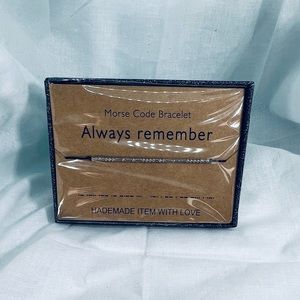 Morse Code Bracelet
Always remember
HADEMADE ITEM WITH LOVE